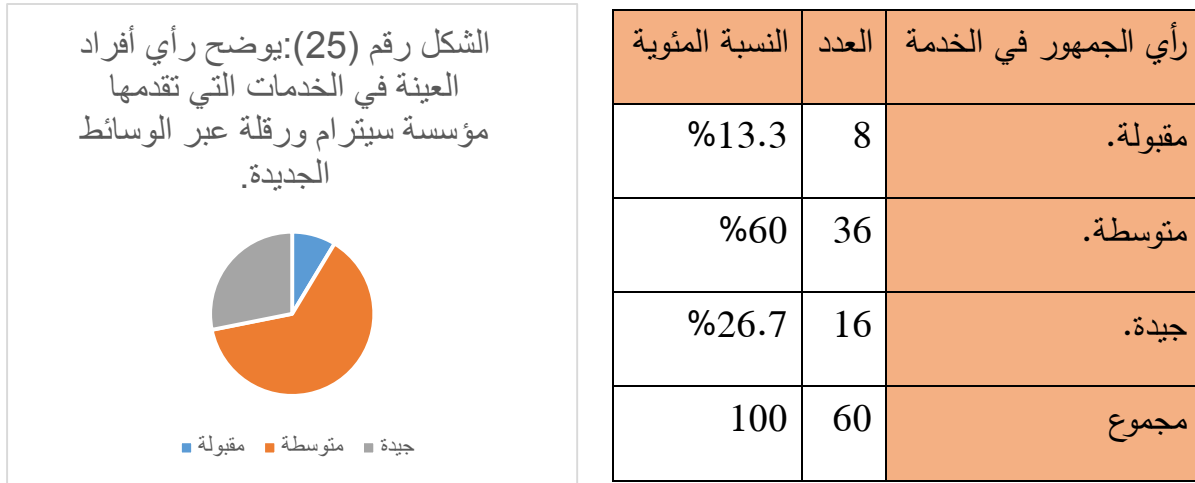 رأي الجمهور في الخدمة العدد النسبة المئوية
مقبولة. 8 %13.3
متوسطة. 36 %60
جيدة. 16 %26.7
مجموع 60 100
الشكل رقم (25):يوضح رأي أفراد
العينة في الخدمات التي تقدمها
مؤسسة سيترام ورقلة عبر الوسائط
الجديدة.
جيدة متوسطة مقبولة